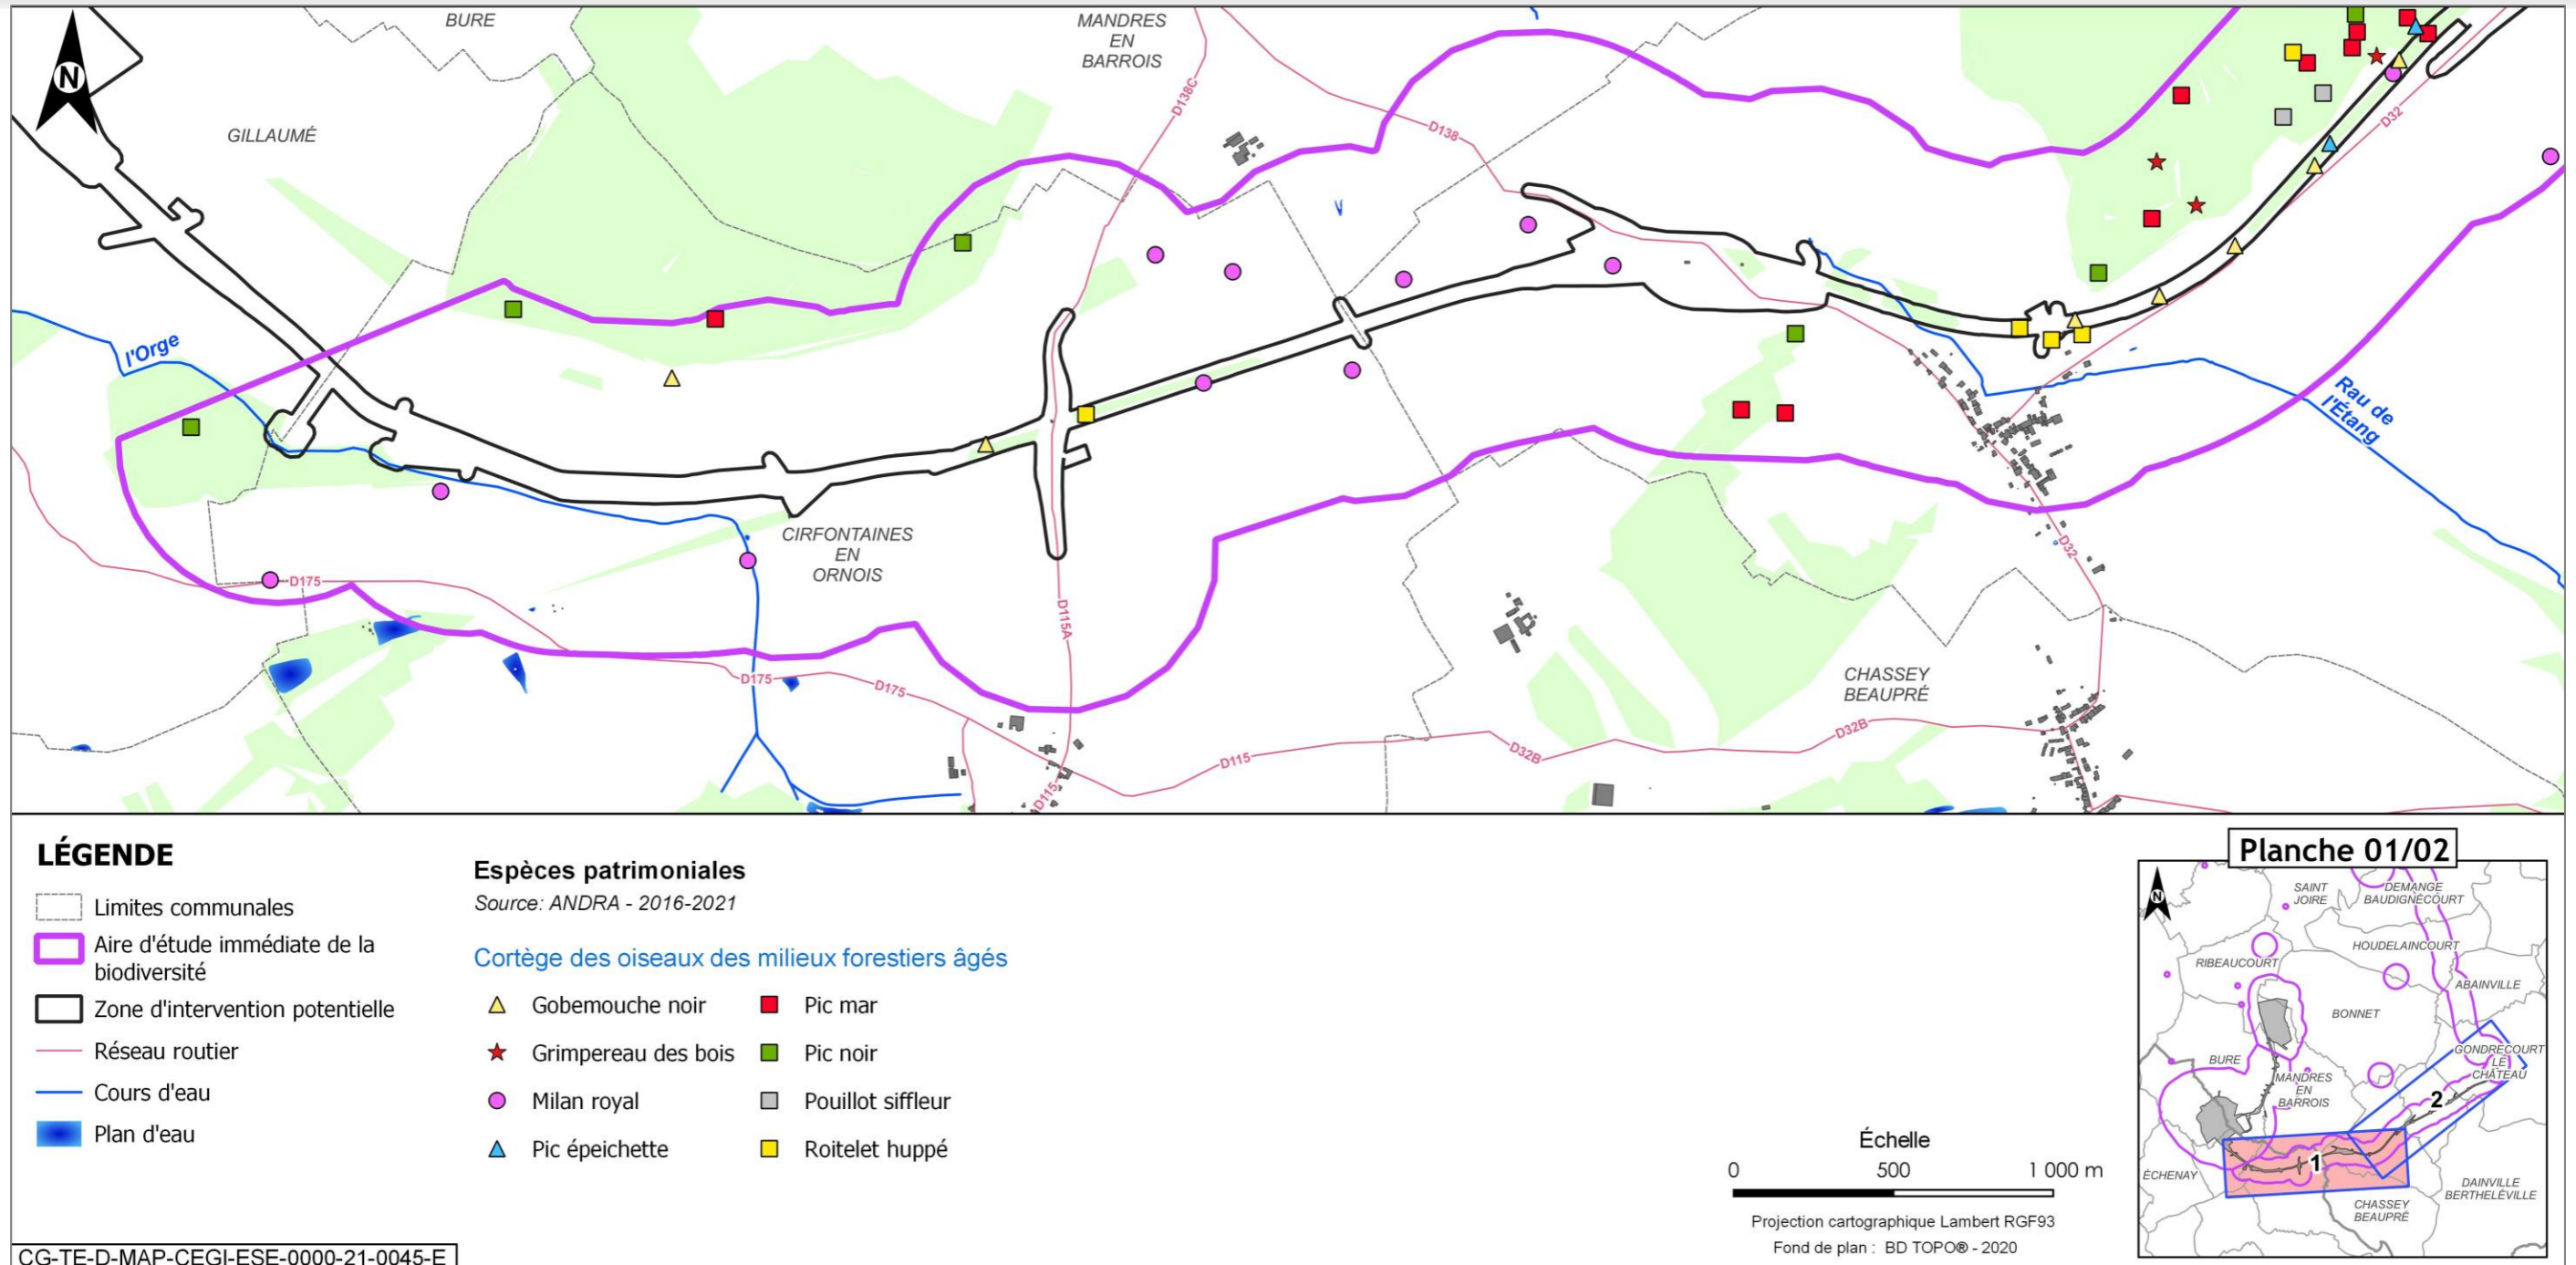 BURE
MANDRES
EN
BARROIS
N
GILLAUMÉ
D138C
D138
D32
l'Orge
Rau de
l'Étang
CIRFONTAINES
EN
ORNOIS
D175
D115A
D32
D175
D175
CHASSEY
BEAUPRÉ
D115
D32B
D32B
D115
LÉGENDE
Limites communales
Aire d'étude immédiate de la
biodiversité
Zone d'intervention potentielle
Réseau routier
Cours d'eau
Plan d'eau
Espèces patrimoniales
Source: ANDRA - 2016-2021
Cortège des oiseaux des milieux forestiers âgés
Gobemouche noir
Grimpereau des bois
Milan royal
Pic épeichette
Pic mar
Pic noir
Pouillot siffleur
Roitelet huppé
Échelle
0 500 1 000 m
Projection cartographique Lambert RGF93
Fond de plan : BD TOPO® - 2020
Planche 01/02
N
SAINT
JOIRE
DEMANGE
BAUDIGNÉCOURT
HOUDELAINCOURT
RIBEAUCOURT
ABAINVILLE
BONNET
BURE
GONDRECOURT
LE
CHÂTEAU
MANDRES
EN
BARROIS
2
1
ÉCHENAY
DAINVILLE
BERTHELÉVILLE
CHASSEY
BEAUPRÉ
CG-TE-D-MAP-CEGI-ESE-0000-21-0045-E